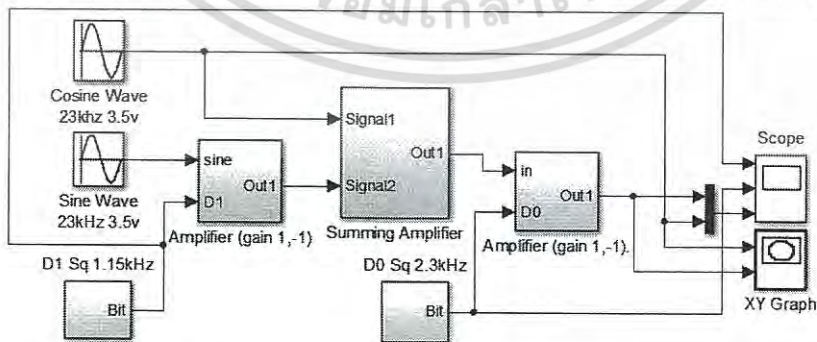 Cosine Wave
23khz 3.5v
Sine Wave
23kHz 3.5v
sine
D1
Out1
Amplifier (gain 1,-1)
Signal1
Signal2
Out1
Summing Amplifier
in
D0
Out1
Amplifier (gain 1,-1).
Scope
XY Graph
D1 Sq 1.15kHz
Bit
D0 Sq 2.3kHz
Bit